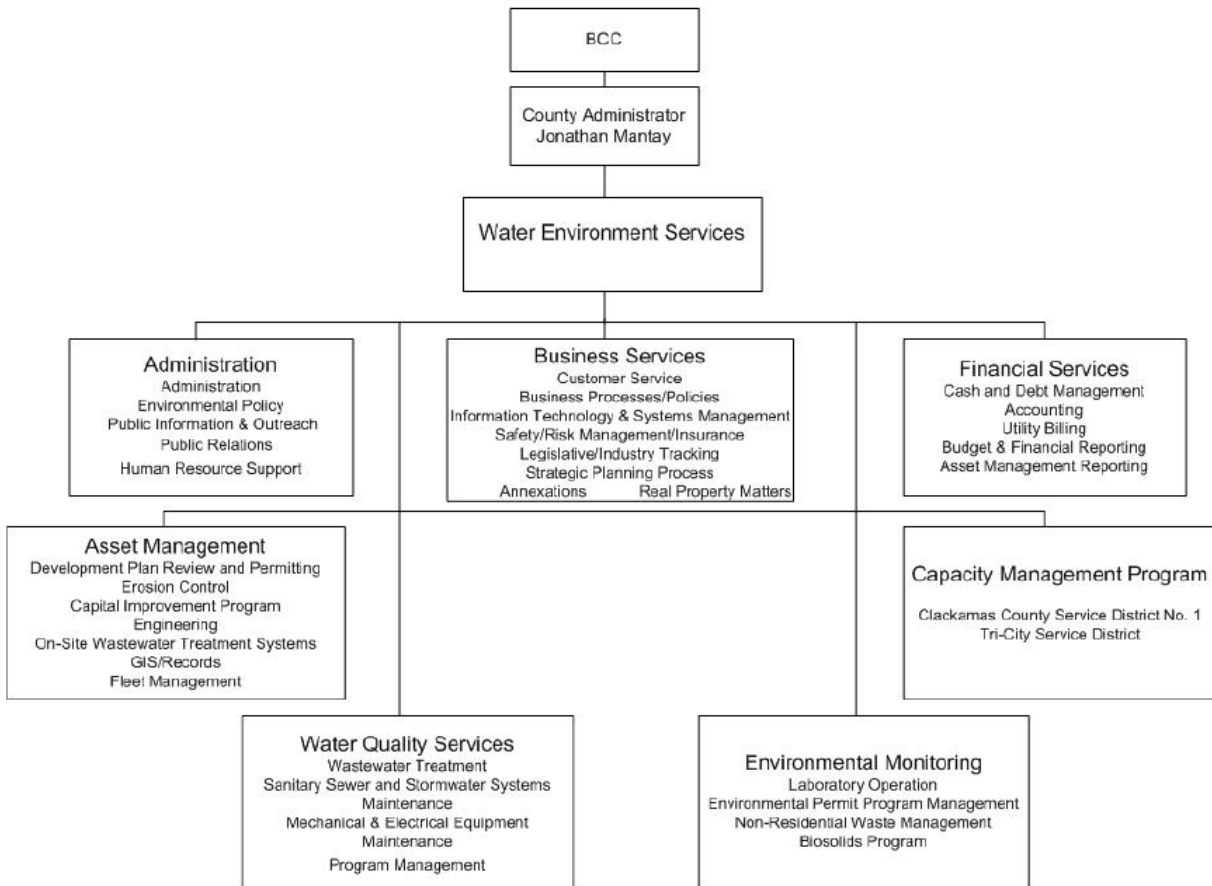 BCC
County Administrator
Jonathan Mantay
Water Environment Services
Administration
Administration
Environmental Policy
Public Information & Outreach
Public Relations
Human Resource Support
Business Services
Customer Service
Business Processes/Policies
Information Technology & Systems Management
Safety/Risk Management/Insurance
Legislative/Industry Tracking
Strategic Planning Process
Annexations Real Property Matters
Financial Services
Cash and Debt Management
Accounting
Utility Billing
Budget & Financial Reporting
Asset Management Reporting
Asset Management
Development Plan Review and Permitting
Erosion Control
Capital Improvement Program
Engineering
On-Site Wastewater Treatment Systems
GIS/Records
Fleet Management
Capacity Management Program
Clackamas County Service District No. 1
Tri-City Service District
Water Quality Services
Wastewater Treatment
Sanitary Sewer and Stormwater Systems
Maintenance
Mechanical & Electrical Equipment
Maintenance
Program Management
Environmental Monitoring
Laboratory Operation
Environmental Permit Program Management
Non-Residential Waste Management
Biosolids Program